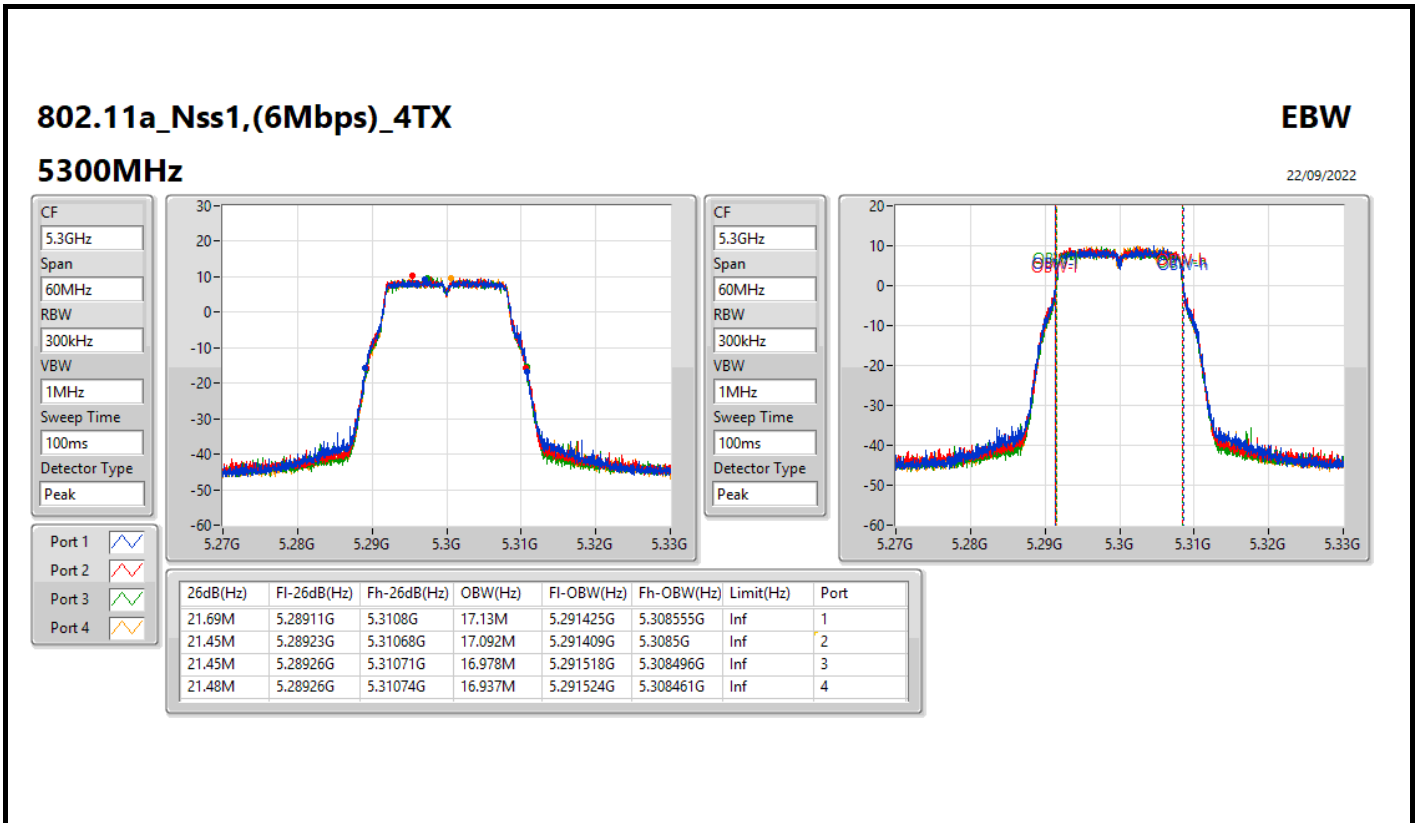 802.11a_Nss1,(6Mbps)_4TX
EBW
5300MHz
22/09/2022
CF
5.3GHz
Span
60MHz
RBW
300kHz
VBW
1MHz
Sweep Time
100ms
Detector Type
Peak
30
20
10
0
-10
-20
-30
-40
-50
-60
5.27G 5.28G 5.29G 5.3G 5.31G 5.32G 5.33G
CF
5.3GHz
Span
60MHz
RBW
300kHz
VBW
1MHz
Sweep Time
100ms
Detector Type
Peak
20
10
0
-10
-20
-30
-40
-50
-60
OBW-l
OBW-h
5.27G 5.28G 5.29G 5.3G 5.31G 5.32G 5.33G
Port 1
Port 2
Port 3
Port 4
26dB(Hz) Fl-26dB(Hz) Fh-26dB(Hz) OBW(Hz) Fl-OBW(Hz) Fh-OBW(Hz) Limit(Hz) Port
21.69M 5.28911G 5.3108G 17.13M 5.291425G 5.308555G Inf 1
21.45M 5.28923G 5.31068G 17.092M 5.291409G 5.3085G Inf 2
21.45M 5.28926G 5.31071G 16.978M 5.291518G 5.308496G Inf 3
21.48M 5.28926G 5.31074G 16.937M 5.291524G 5.308461G Inf 4